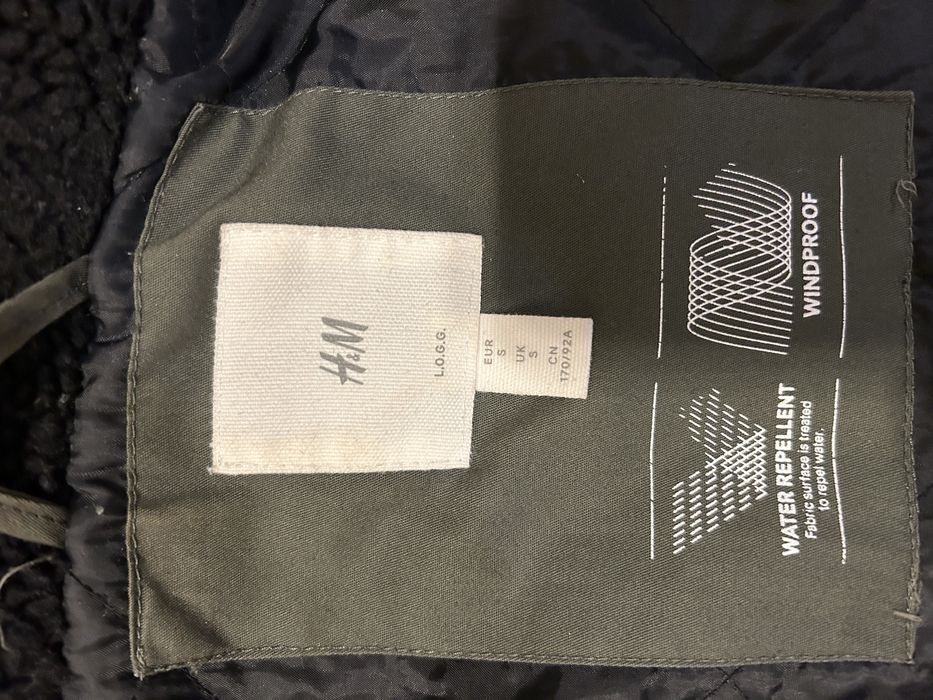 H&M
L.O.G.G.
EUR
S
UK
S
CN
170/92A
WATER REPELLENT
Fabric surface is treated
to repel water.
WINDPROOF